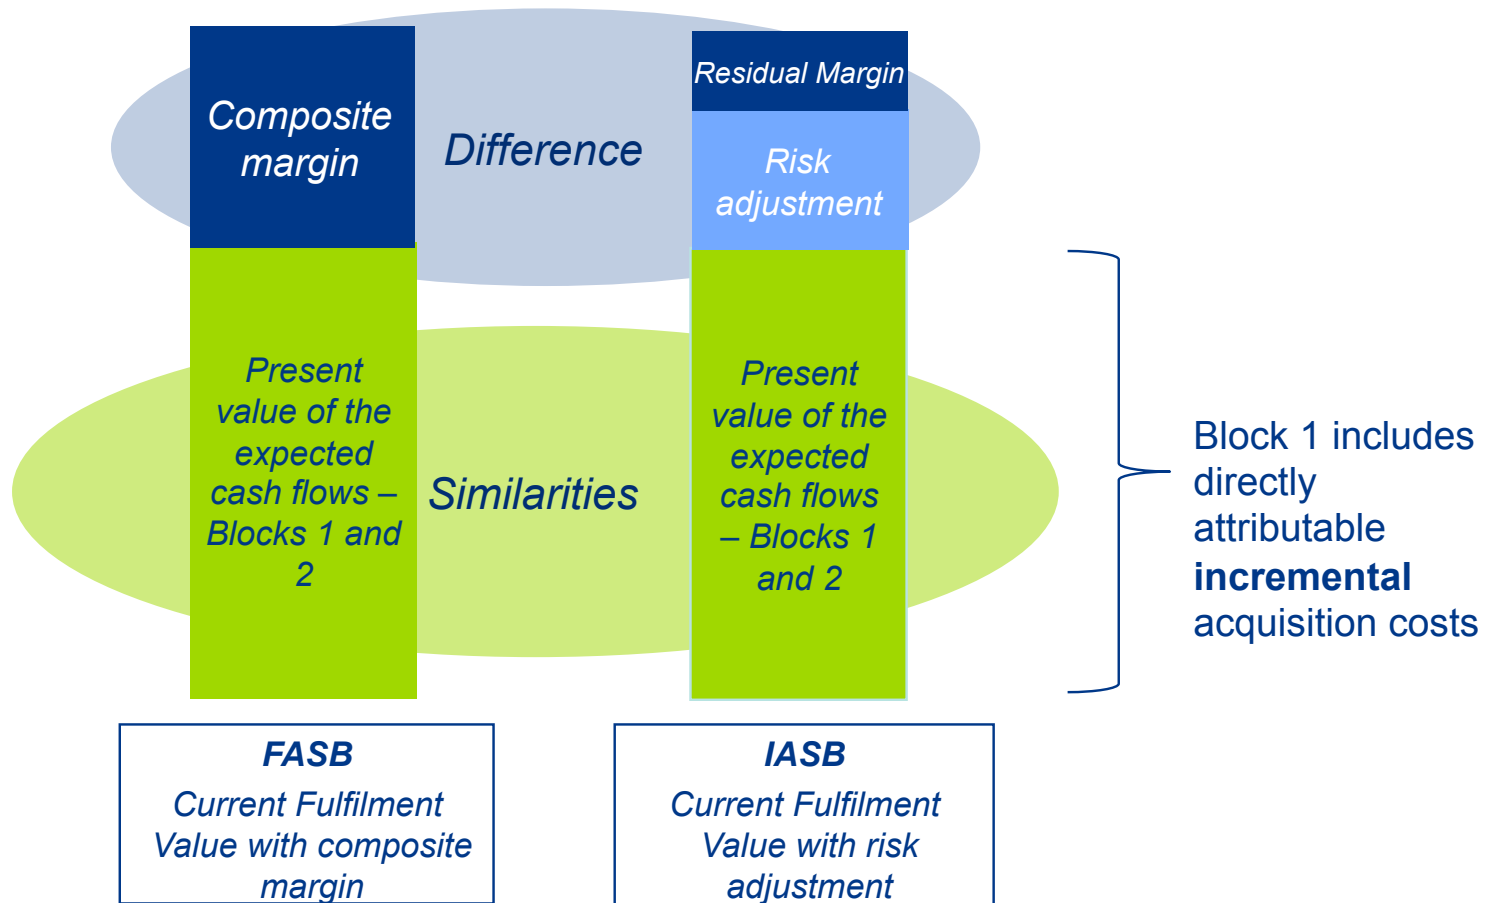 Composite
margin
Difference
Residual Margin
Risk
adjustment
Present
value of the
expected
cash flows –
Blocks 1 and
2
Similarities
Present
value of the
expected
cash flows
– Blocks 1
and 2
Block 1 includes
directly
attributable
incremental
acquisition costs
FASB
Current Fulfilment
Value with composite
margin
IASB
Current Fulfilment
Value with risk
adjustment